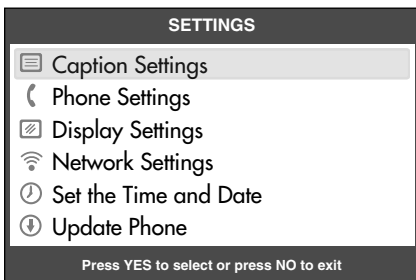 SETTINGS
Caption Settings
Phone Settings
Display Settings
Network Settings
Set the Time and Date
Update Phone
Press YES to select or press NO to exit